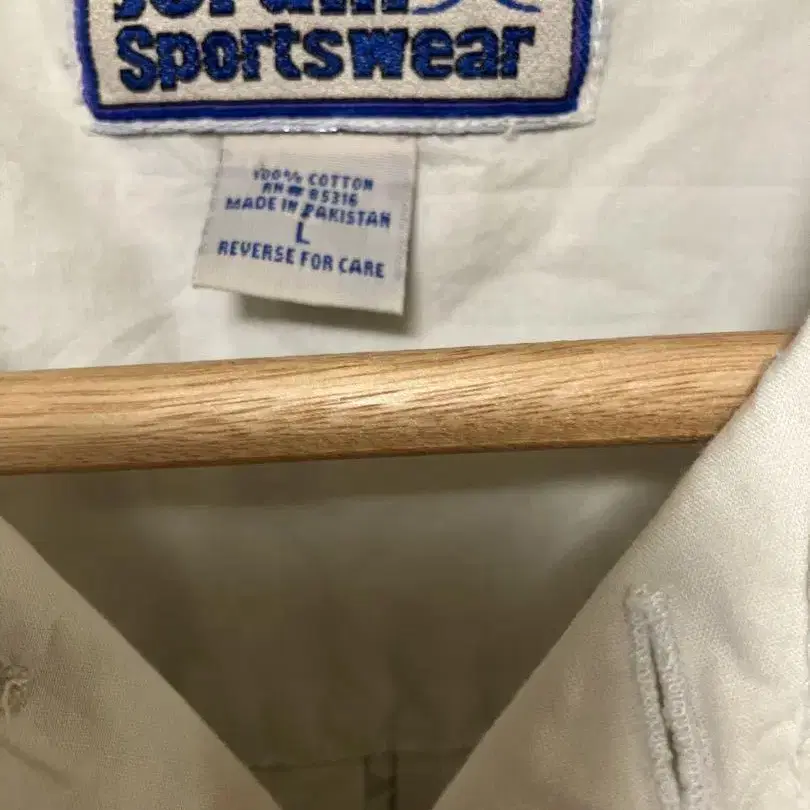 Sportswear
100% COTTON
RN# 85316
MADE IN PAKISTAN
L
REVERSE FOR CARE